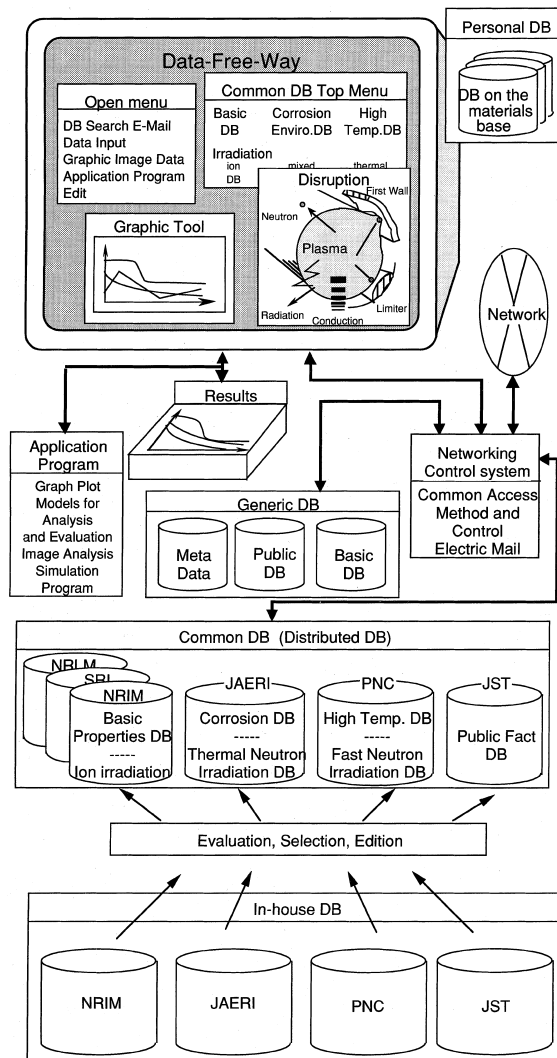 Personal DB
DB on the
materials
base
Data-Free-Way
Open menu
DB Search E-Mail
Data Input
Graphic Image Data
Application Program
Edit
Common DB Top Menu
Basic
DB
Corrosion
Enviro.DB
High
Temp.DB
Irradiation
ion
DB
mixed
thermal
Disruption
First Wall
Neutron
Plasma
Radiation
Conduction
Limiter
Graphic Tool
Network
Results
Application
Program
Graph Plot
Models for
Analysis
and Evaluation
Image Analysis
Simulation
Program
Networking
Control system
Common Access
Method and
Control
Electric Mail
Generic DB
Meta
Data
Public
DB
Basic
DB
Common DB (Distributed DB)
NRLM
SRI
NRIM
Basic
Properties DB
-----
Ion irradiation
JAERI
Corrosion DB
-----
Thermal Neutron
Irradiation DB
PNC
High Temp. DB
-----
Fast Neutron
Irradiation DB
JST
Public Fact
DB
Evaluation, Selection, Edition
In-house DB
NRIM
JAERI
PNC
JST